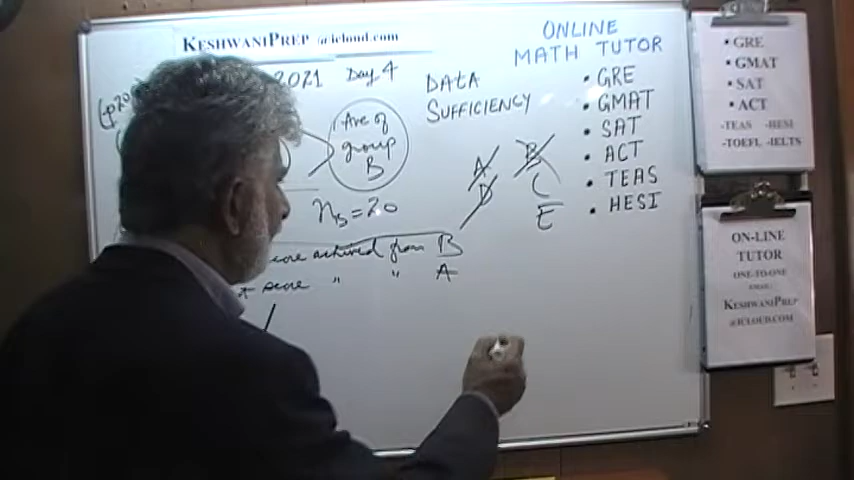 KESHWANIPREP @icloud.com
2021 Day 4
DATA
SUFFICIENCY
Ave of
group
B
A B
D C
E
n_B = 20
score achieved from B
score " " A
ONLINE
MATH TUTOR
• GRE
• GMAT
• SAT
• ACT
• TEAS
• HESI
• GRE
• GMAT
• SAT
• ACT
-TEAS -HESI
-TOEFL -IELTS
ON-LINE
TUTOR
ONE-TO-ONE
EMAIL:
KESHWANIPREP
@ICLOUD.COM